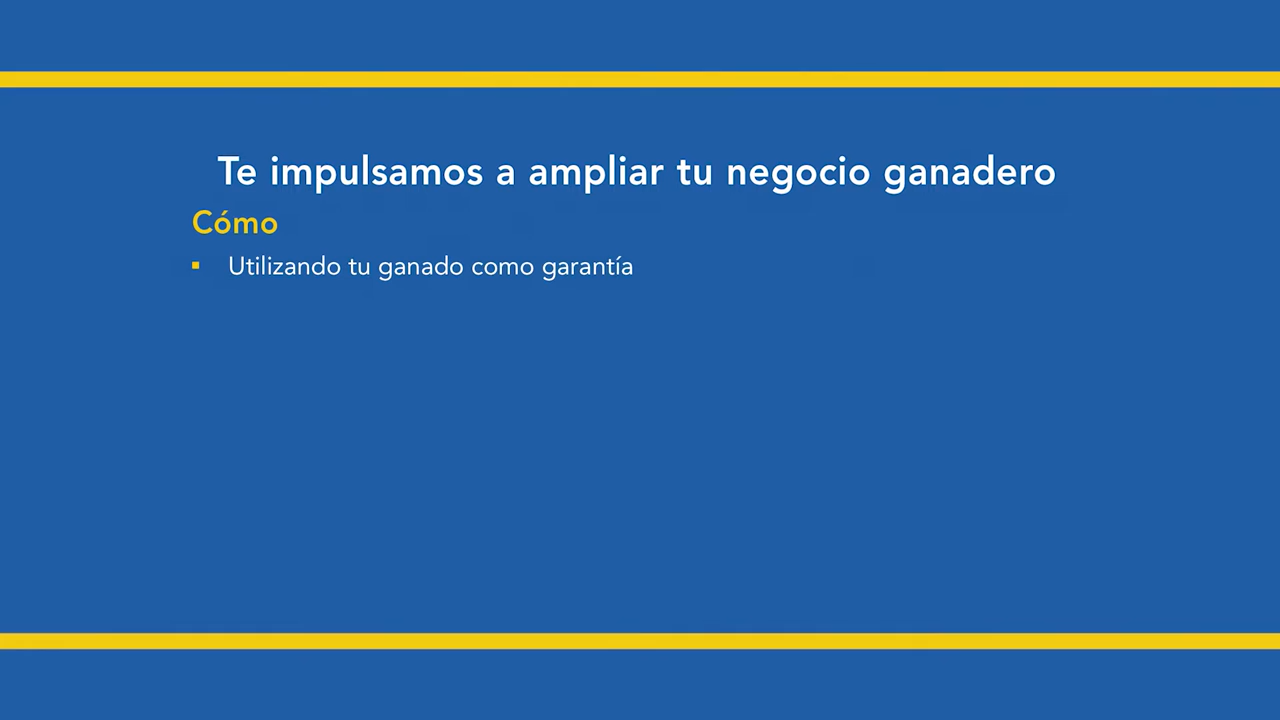 Te impulsamos a ampliar tu negocio ganadero
Cómo
▪ Utilizando tu ganado como garantía